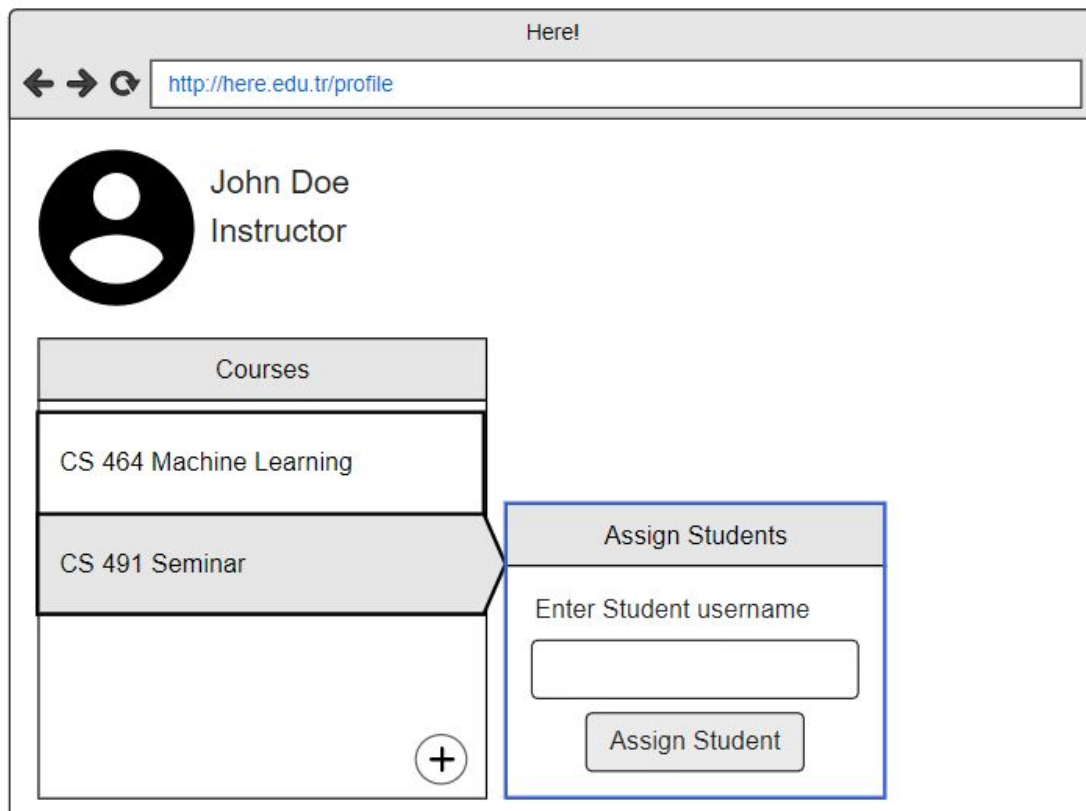 Here!
http://here.edu.tr/profile
John Doe
Instructor
Courses
CS 464 Machine Learning
CS 491 Seminar
Assign Students
Enter Student username
Assign Student